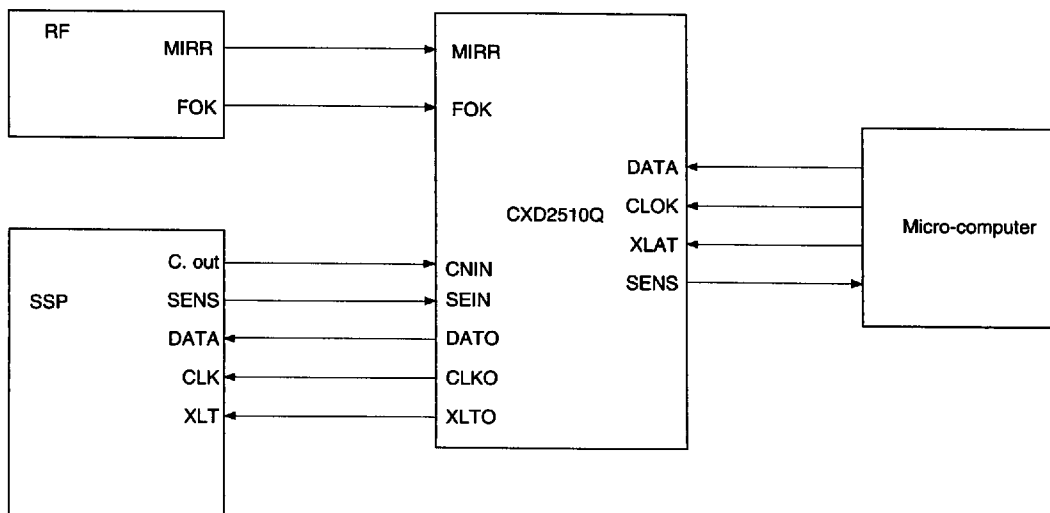 RF
MIRR
FOK
MIRR
FOK
CXD2510Q
DATA
CLOK
XLAT
SENS
Micro-computer
SSP
C. out
SENS
DATA
CLK
XLT
CNIN
SEIN
DATO
CLKO
XLTO